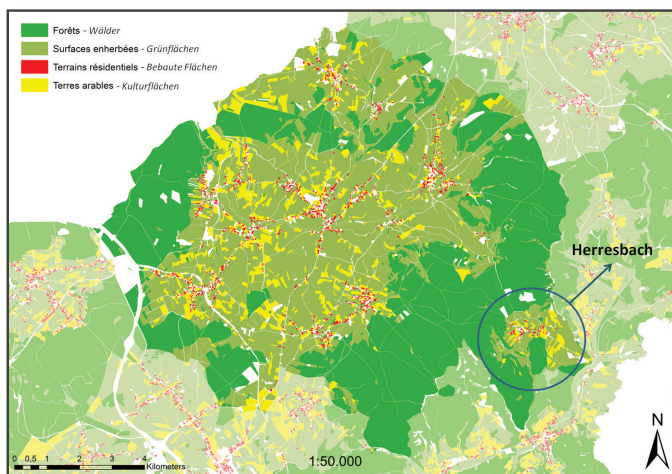 Forêts - Wälder
Surfaces enherbées - Grünflächen
Terrains résidentiels - Bebaute Flächen
Terres arables - Kulturflächen
Herresbach
N
0 0,5 1 2 3 4
Kilometers
1:50.000